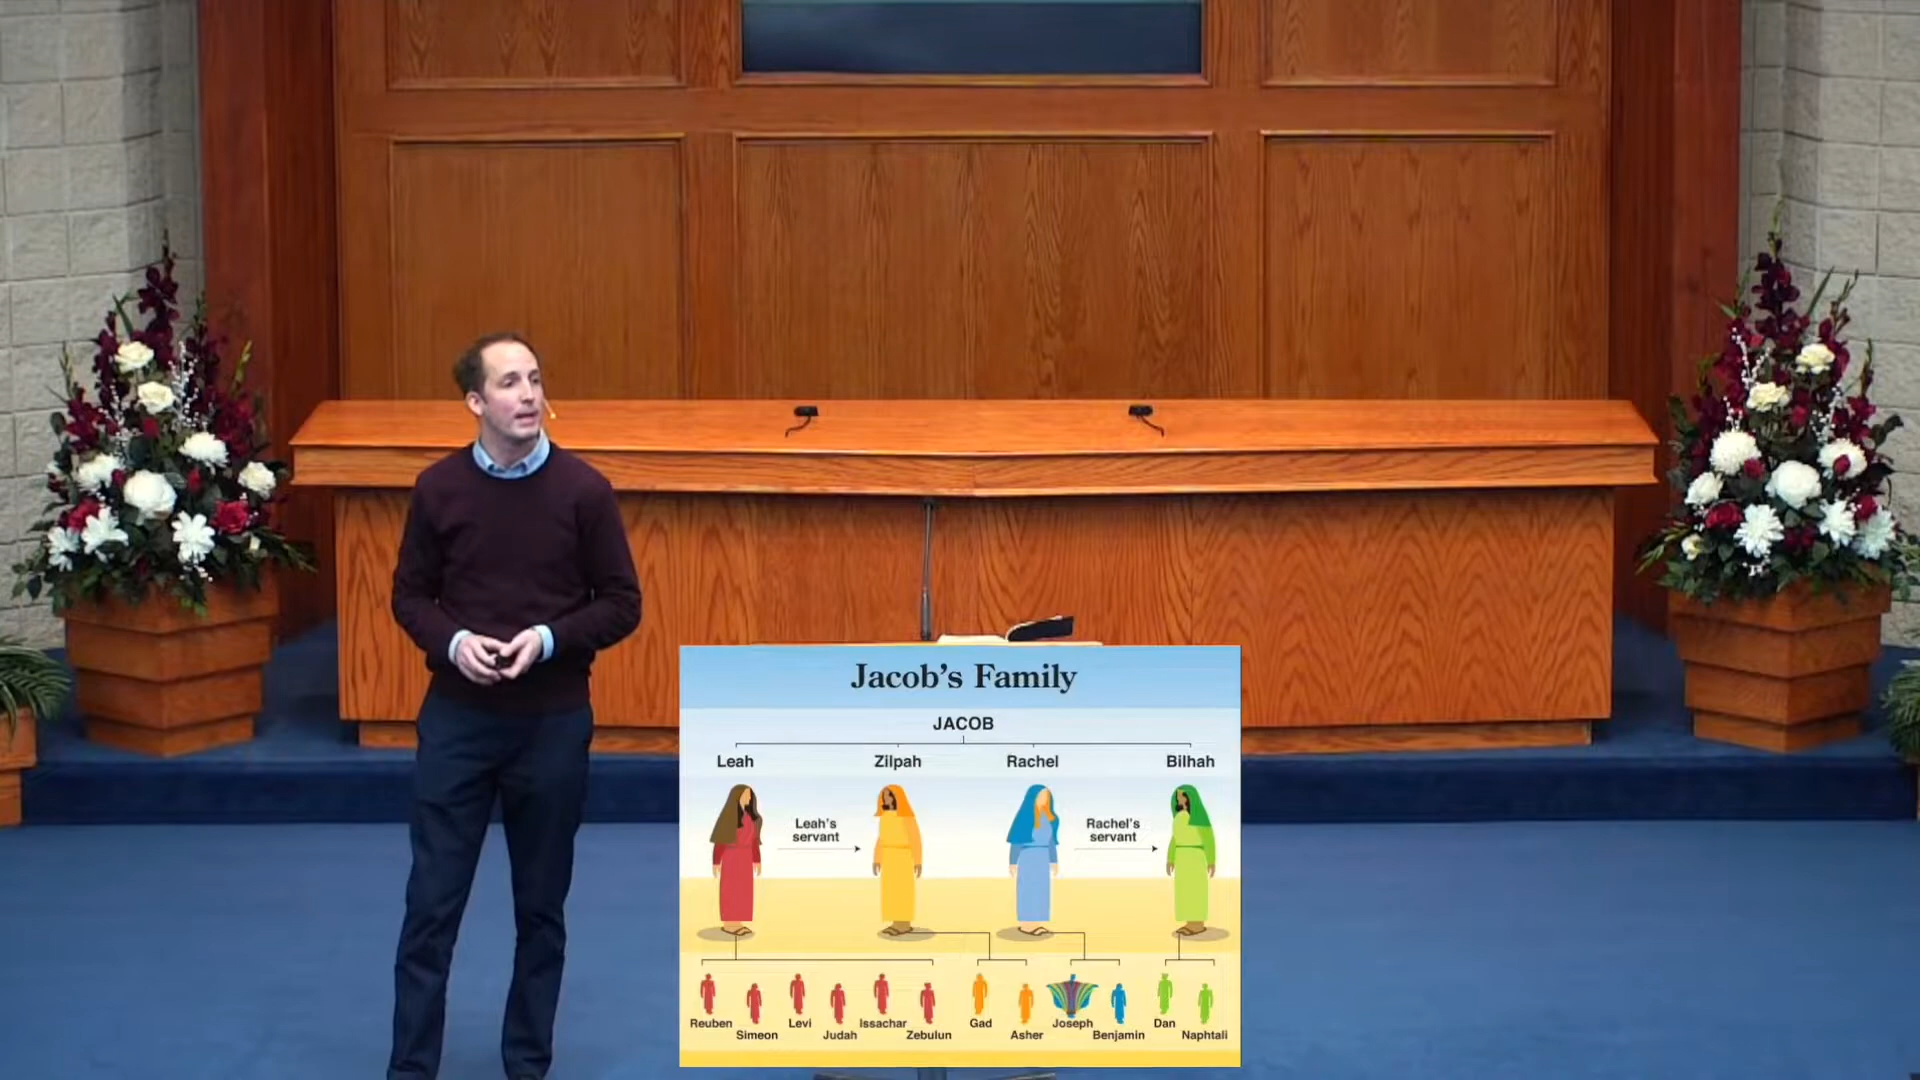 Jacob's Family
JACOB
Leah Zilpah Rachel Bilhah
Leah's
servant
Rachel's
servant
Reuben Simeon Levi Judah Issachar Zebulun Gad Asher Joseph Benjamin Dan Naphtali